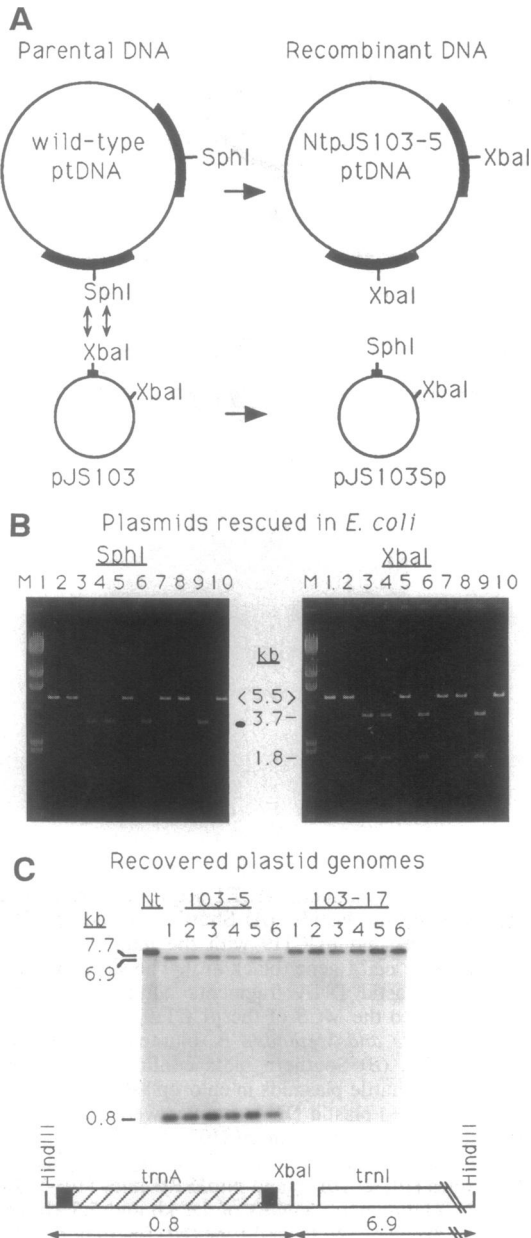 A
Parental DNA Recombinant DNA
wild-type
ptDNA
SphI
NtpJS103-5
ptDNA
XbaI
SphI
XbaI
XbaI
SphI
XbaI
XbaI
pJS103
pJS103Sp
B
Plasmids rescued in E. coli
SphI XbaI
M 1 2 3 4 5 6 7 8 9 10
M 1 2 3 4 5 6 7 8 9 10
kb
<5.5>
3.7-
1.8-
C
Recovered plastid genomes
Nt 103-5 103-17
kb
1 2 3 4 5 6 1 2 3 4 5 6
7.7
6.9
0.8
HindIII
trnA
XbaI
trnI
HindIII
0.8
6.9